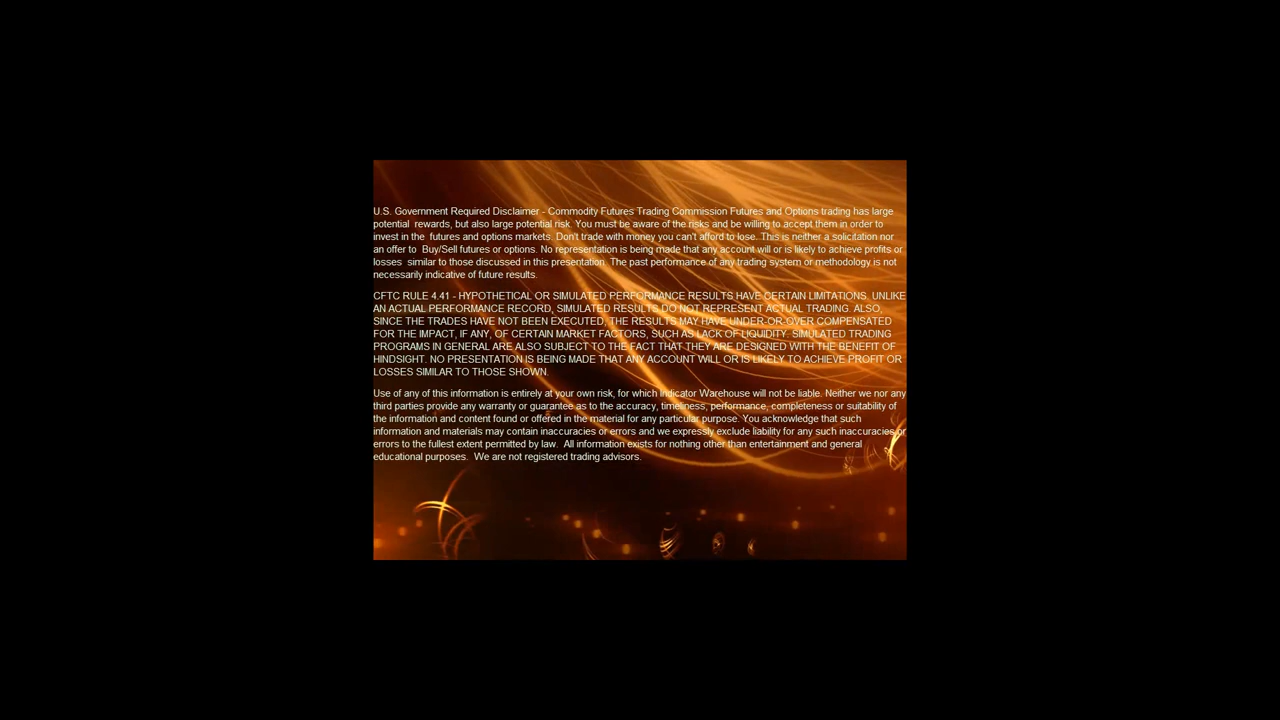 U.S. Government Required Disclaimer - Commodity Futures Trading Commission Futures and Options trading has large
potential  rewards, but also large potential risk. You must be aware of the risks and be willing to accept them in order to
invest in the  futures and options markets. Don't trade with money you can't afford to lose. This is neither a solicitation nor
an offer to  Buy/Sell futures or options. No representation is being made that any account will or is likely to achieve profits or
losses  similar to those discussed in this presentation. The past performance of any trading system or methodology is not
necessarily indicative of future results.
CFTC RULE 4.41 - HYPOTHETICAL OR SIMULATED PERFORMANCE RESULTS HAVE CERTAIN LIMITATIONS. UNLIKE
AN ACTUAL PERFORMANCE RECORD, SIMULATED RESULTS DO NOT REPRESENT ACTUAL TRADING. ALSO,
SINCE THE TRADES HAVE NOT BEEN EXECUTED, THE RESULTS MAY HAVE UNDER-OR-OVER COMPENSATED
FOR THE IMPACT, IF ANY, OF CERTAIN MARKET FACTORS, SUCH AS LACK OF LIQUIDITY. SIMULATED TRADING
PROGRAMS IN GENERAL ARE ALSO SUBJECT TO THE FACT THAT THEY ARE DESIGNED WITH THE BENEFIT OF
HINDSIGHT. NO PRESENTATION IS BEING MADE THAT ANY ACCOUNT WILL OR IS LIKELY TO ACHIEVE PROFIT OR
LOSSES SIMILAR TO THOSE SHOWN.
Use of any of this information is entirely at your own risk, for which Indicator Warehouse will not be liable. Neither we nor any
third parties provide any warranty or guarantee as to the accuracy, timeliness, performance, completeness or suitability of
the information and content found or offered in the material for any particular purpose. You acknowledge that such
information and materials may contain inaccuracies or errors and we expressly exclude liability for any such inaccuracies or
errors to the fullest extent permitted by law.  All information exists for nothing other than entertainment and general
educational purposes.  We are not registered trading advisors.